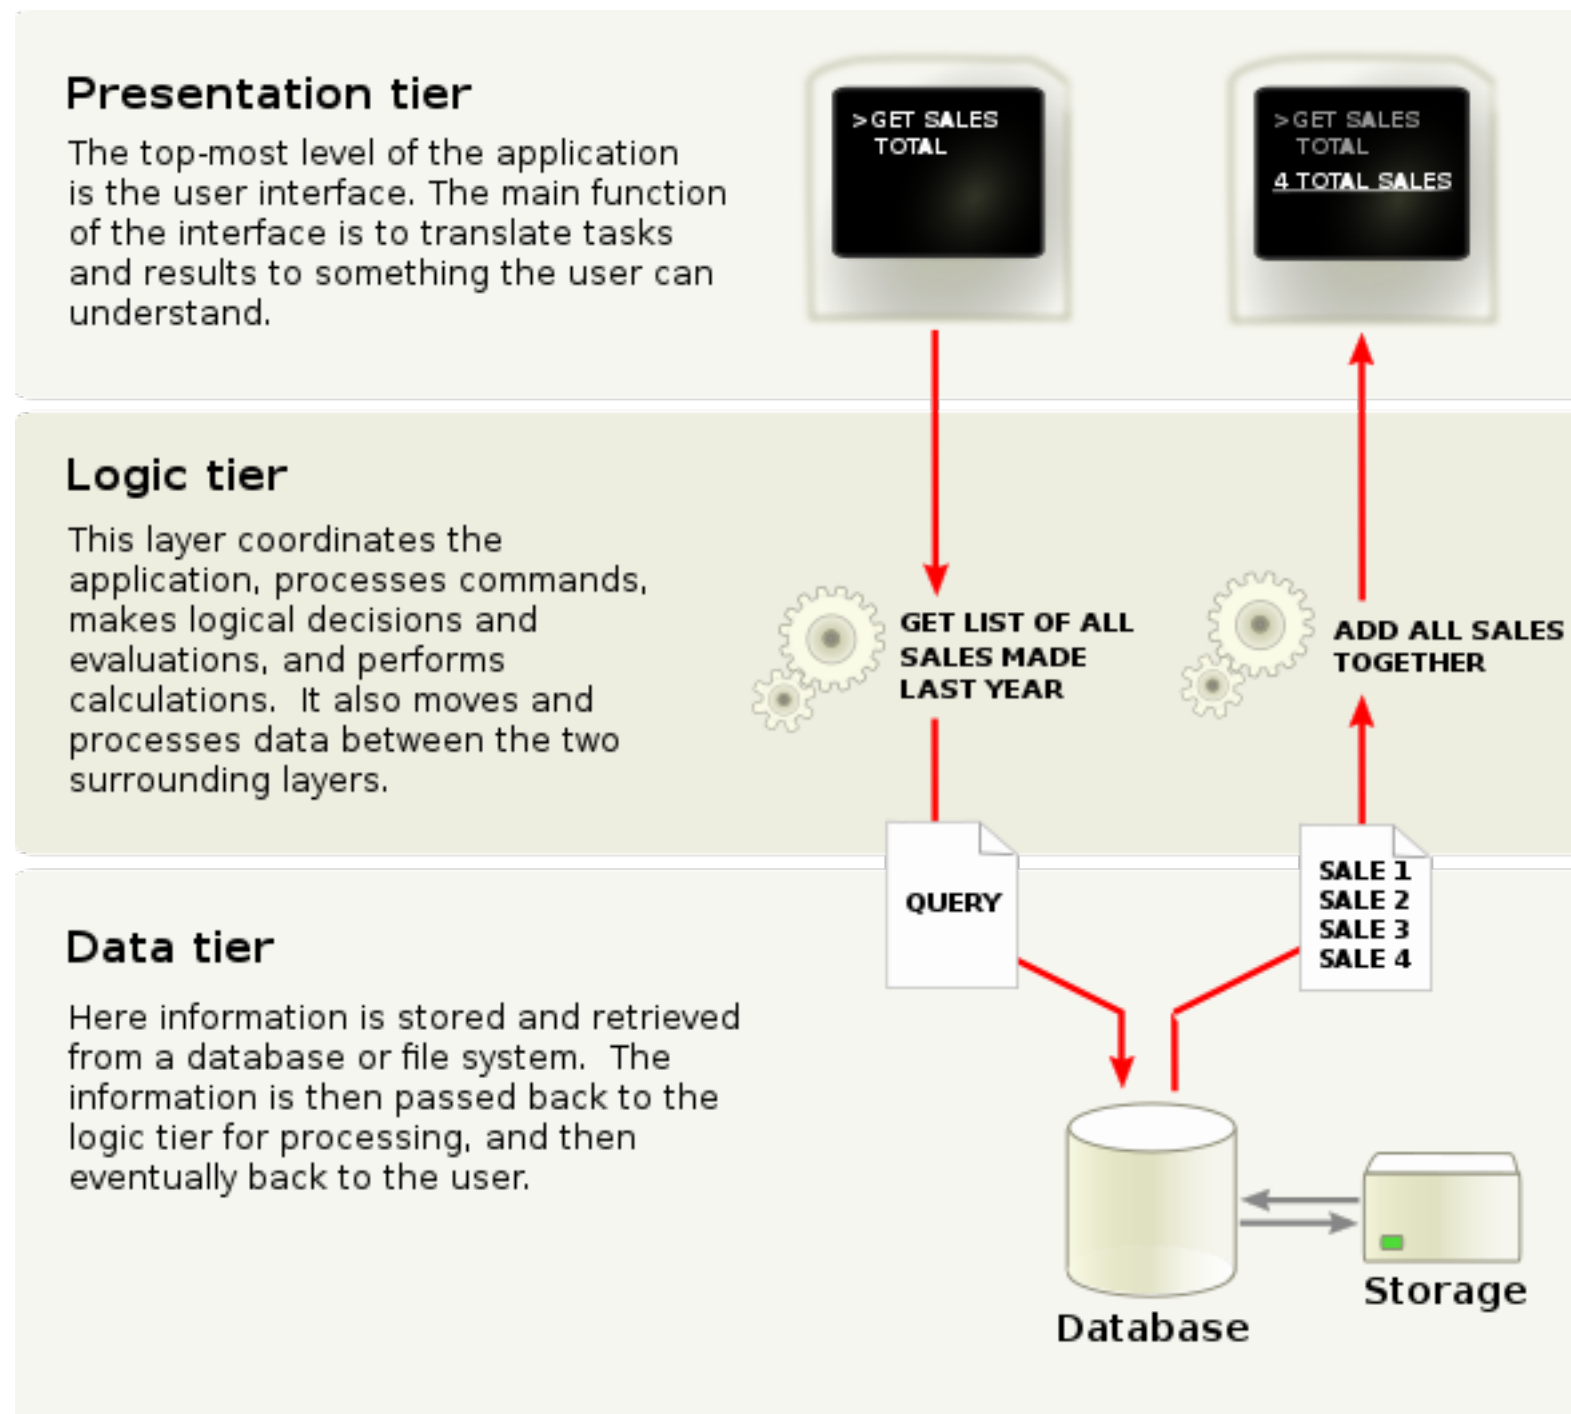 Presentation tier
The top-most level of the application
is the user interface. The main function
of the interface is to translate tasks
and results to something the user can
understand.
>GET SALES
TOTAL
>GET SALES
TOTAL
4 TOTAL SALES
Logic tier
This layer coordinates the
application, processes commands,
makes logical decisions and
evaluations, and performs
calculations.  It also moves and
processes data between the two
surrounding layers.
GET LIST OF ALL
SALES MADE
LAST YEAR
ADD ALL SALES
TOGETHER
QUERY
SALE 1
SALE 2
SALE 3
SALE 4
Data tier
Here information is stored and retrieved
from a database or file system.  The
information is then passed back to the
logic tier for processing, and then
eventually back to the user.
Database
Storage